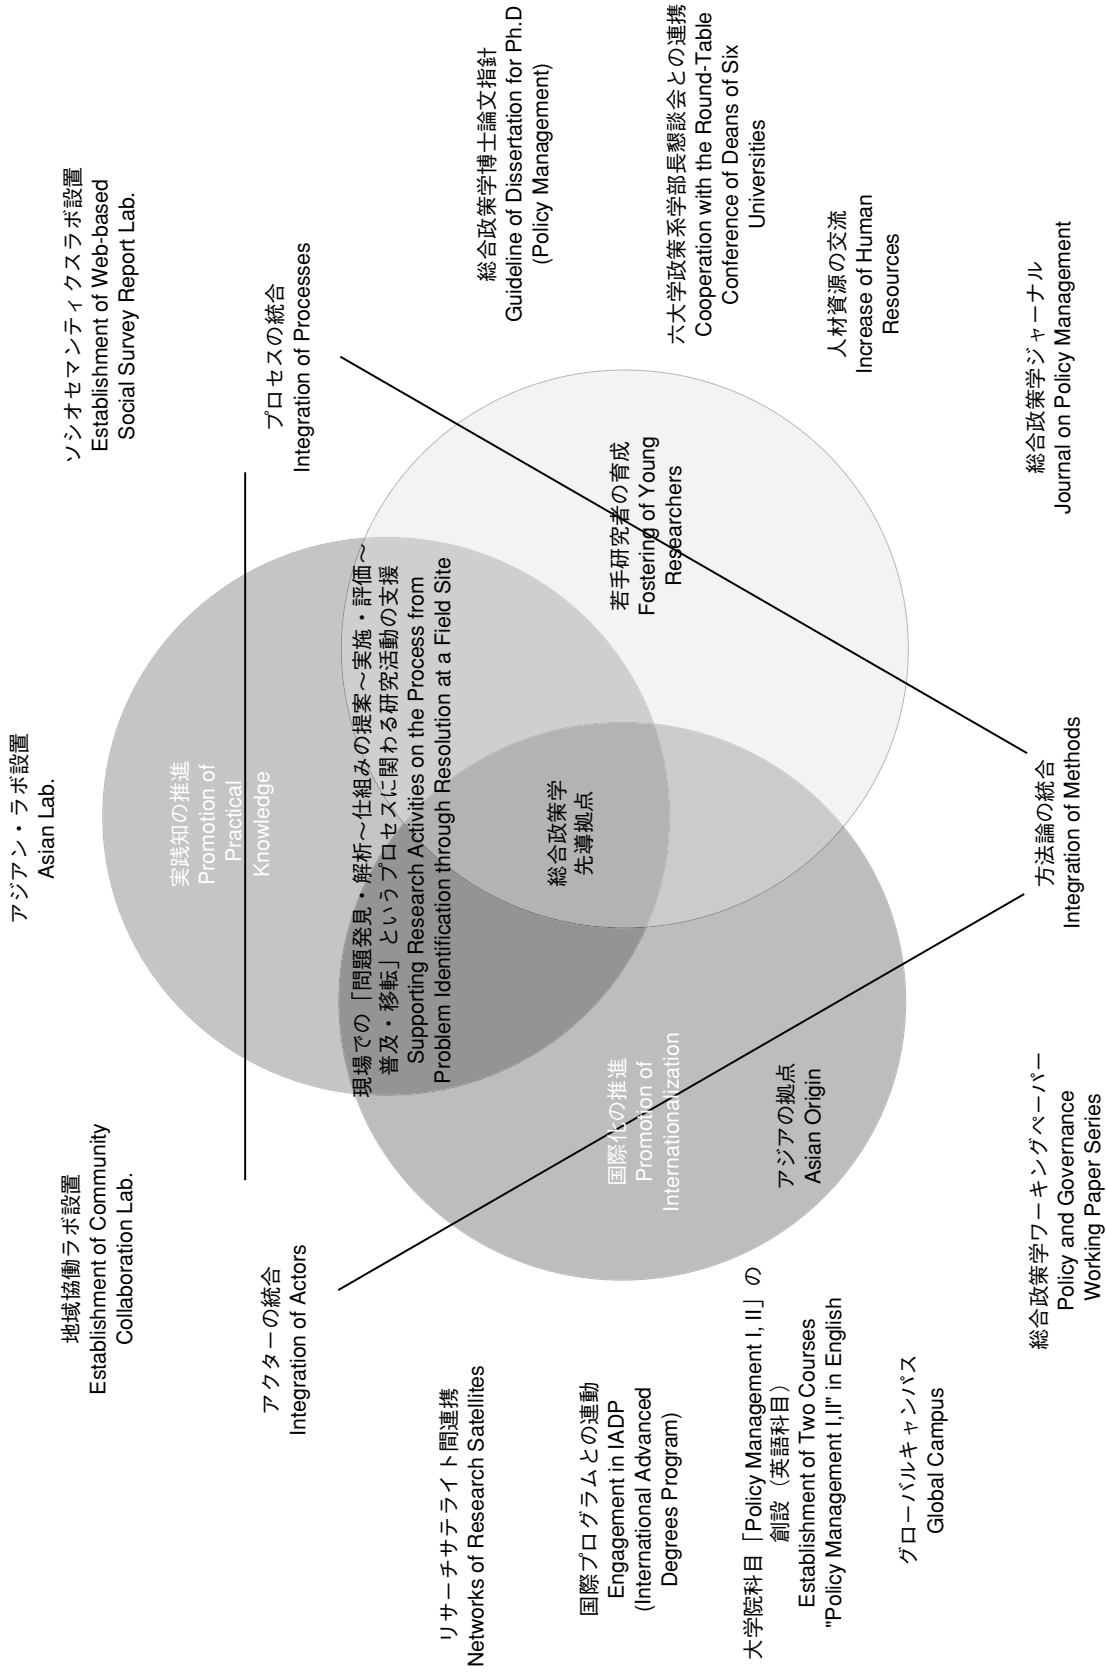 アジアン・ラボ設置
Asian Lab.
地域協働ラボ設置
Establishment of Community
Collaboration Lab.
ソシオセマンティクスラボ設置
Establishment of Web-based
Social Survey Report Lab.
実践知の推進
Promotion of
Practical
Knowledge
アクターの統合
Integration of Actors
プロセスの統合
Integration of Processes
現場での「問題発見・解析〜仕組みの提案〜実施・評価〜
普及・移転」というプロセスに関わる研究活動の支援
Supporting Research Activities on the Process from
Problem Identification through Resolution at a Field Site
リサーチサテライト間連携
Networks of Research Satellites
総合政策学博士論文指針
Guideline of Dissertation for Ph.D
(Policy Management)
総合政策学
先導拠点
国際プログラムとの連動
Engagement in IADP
(International Advanced
Degrees Program)
国際化の推進
Promotion of
Internationalization
若手研究者の育成
Fostering of Young
Researchers
六大学政策系学部長懇談会との連携
Cooperation with the Round-Table
Conference of Deans of Six
Universities
大学院科目「Policy Management I, II」の
創設（英語科目）
Establishment of Two Courses
"Policy Management I,II" in English
アジアの拠点
Asian Origin
人材資源の交流
Increase of Human
Resources
グローバルキャンパス
Global Campus
総合政策学ワーキングペーパー
Policy and Governance
Working Paper Series
方法論の統合
Integration of Methods
総合政策学ジャーナル
Journal on Policy Management